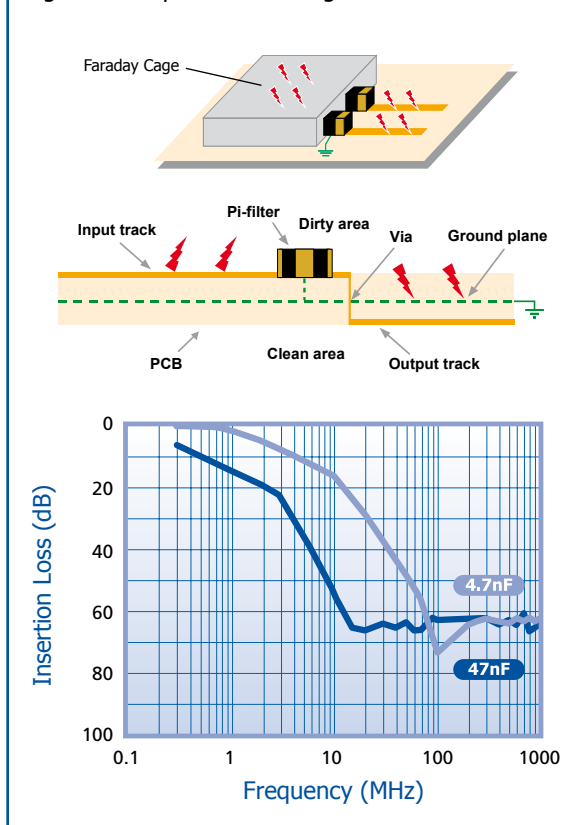 Faraday Cage
Pi-filter
Dirty area
Input track
Via
Ground plane
PCB
Clean area
Output track
0
20
40
60
80
100
Insertion Loss (dB)
4.7nF
47nF
0.1
1
10
100
1000
Frequency (MHz)